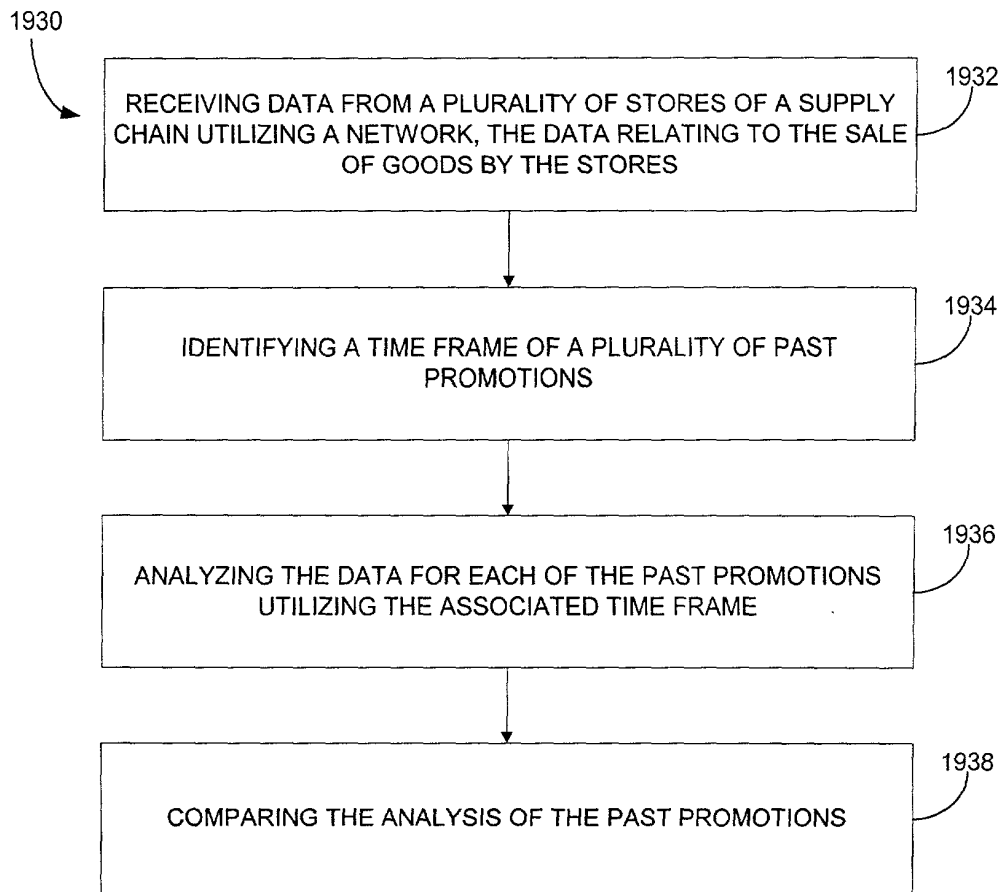 1930
1932
RECEIVING DATA FROM A PLURALITY OF STORES OF A SUPPLY
CHAIN UTILIZING A NETWORK, THE DATA RELATING TO THE SALE
OF GOODS BY THE STORES
1934
IDENTIFYING A TIME FRAME OF A PLURALITY OF PAST
PROMOTIONS
1936
ANALYZING THE DATA FOR EACH OF THE PAST PROMOTIONS
UTILIZING THE ASSOCIATED TIME FRAME
1938
COMPARING THE ANALYSIS OF THE PAST PROMOTIONS